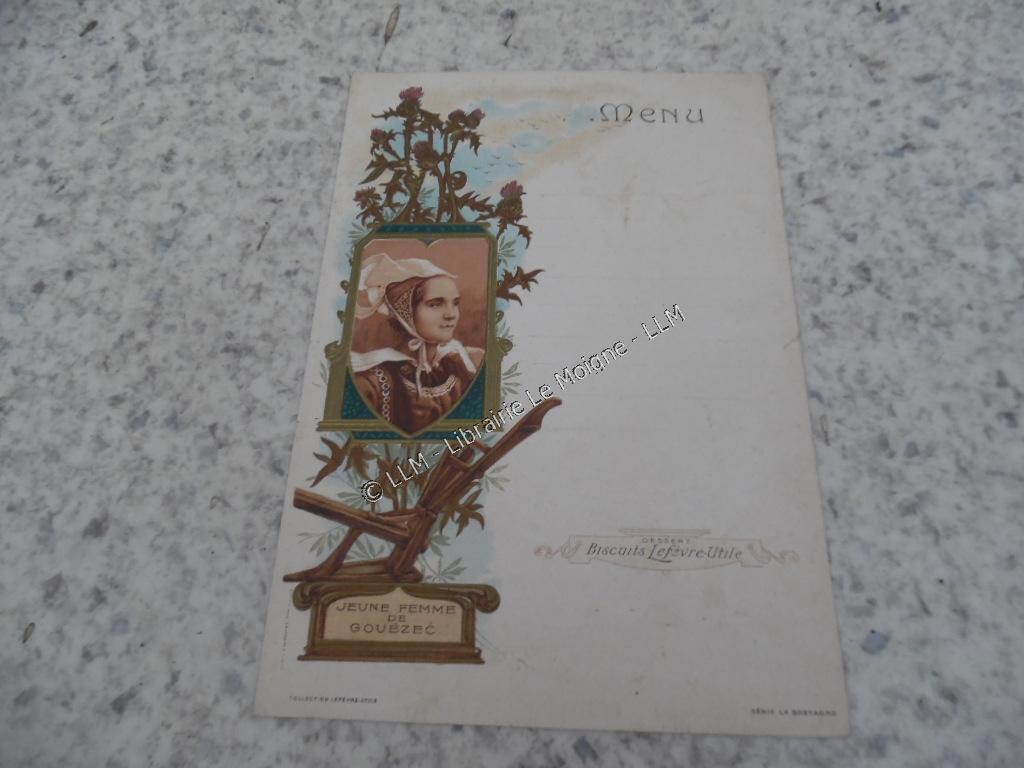 MENU
© LLM - Librairie Le Moigne - LLM
DESSERT
Biscuits Lefèvre-Utile
JEUNE FEMME
DE
GOUÉZEC
COLLECTION LEFÈVRE-UTILE
SÉRIE LA BRETAGNE